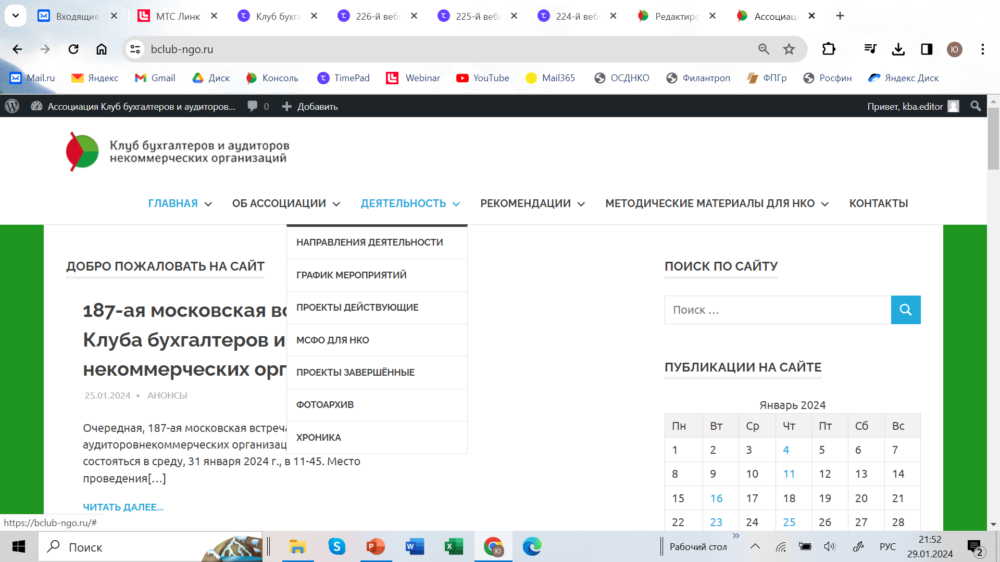 Входящие
МТС Линк
Клуб бухга
226-й веби
225-й веби
224-й веби
Редактиро
Ассоциаци
bclub-ngo.ru
Ю
Mail.ru
Яндекс
Gmail
Диск
Консоль
TimePad
Webinar
YouTube
Mail365
ОСДНКО
Филантроп
ФПГр
Росфин
Яндекс Диск
Ассоциация Клуб бухгалтеров и аудиторов...
0
Добавить
Привет, kba.editor
Клуб бухгалтеров и аудиторов
некоммерческих организаций
ГЛАВНАЯ
ОБ АССОЦИАЦИИ
ДЕЯТЕЛЬНОСТЬ
РЕКОМЕНДАЦИИ
МЕТОДИЧЕСКИЕ МАТЕРИАЛЫ ДЛЯ НКО
КОНТАКТЫ
НАПРАВЛЕНИЯ ДЕЯТЕЛЬНОСТИ
ГРАФИК МЕРОПРИЯТИЙ
ПРОЕКТЫ ДЕЙСТВУЮЩИЕ
МСФО ДЛЯ НКО
ПРОЕКТЫ ЗАВЕРШЁННЫЕ
ФОТОАРХИВ
ХРОНИКА
ДОБРО ПОЖАЛОВАТЬ НА САЙТ
187-ая московская вс
Клуба бухгалтеров и
некоммерческих орг
25.01.2024 • АНОНСЫ
Очередная, 187-ая московская встреча
аудиторовнекоммерческих организац
состояться в среду, 31 января 2024 г., в 11-45. Место
проведения[…]
ЧИТАТЬ ДАЛЕЕ...
ПОИСК ПО САЙТУ
Поиск …
ПУБЛИКАЦИИ НА САЙТЕ
Январь 2024
Пн Вт Ср Чт Пт Сб Вс
1 2 3 4 5 6 7
8 9 10 11 12 13 14
15 16 17 18 19 20 21
22 23 24 25 26 27 28
https://bclub-ngo.ru/#
Поиск
Рабочий стол
РУС
21:52
29.01.2024
2